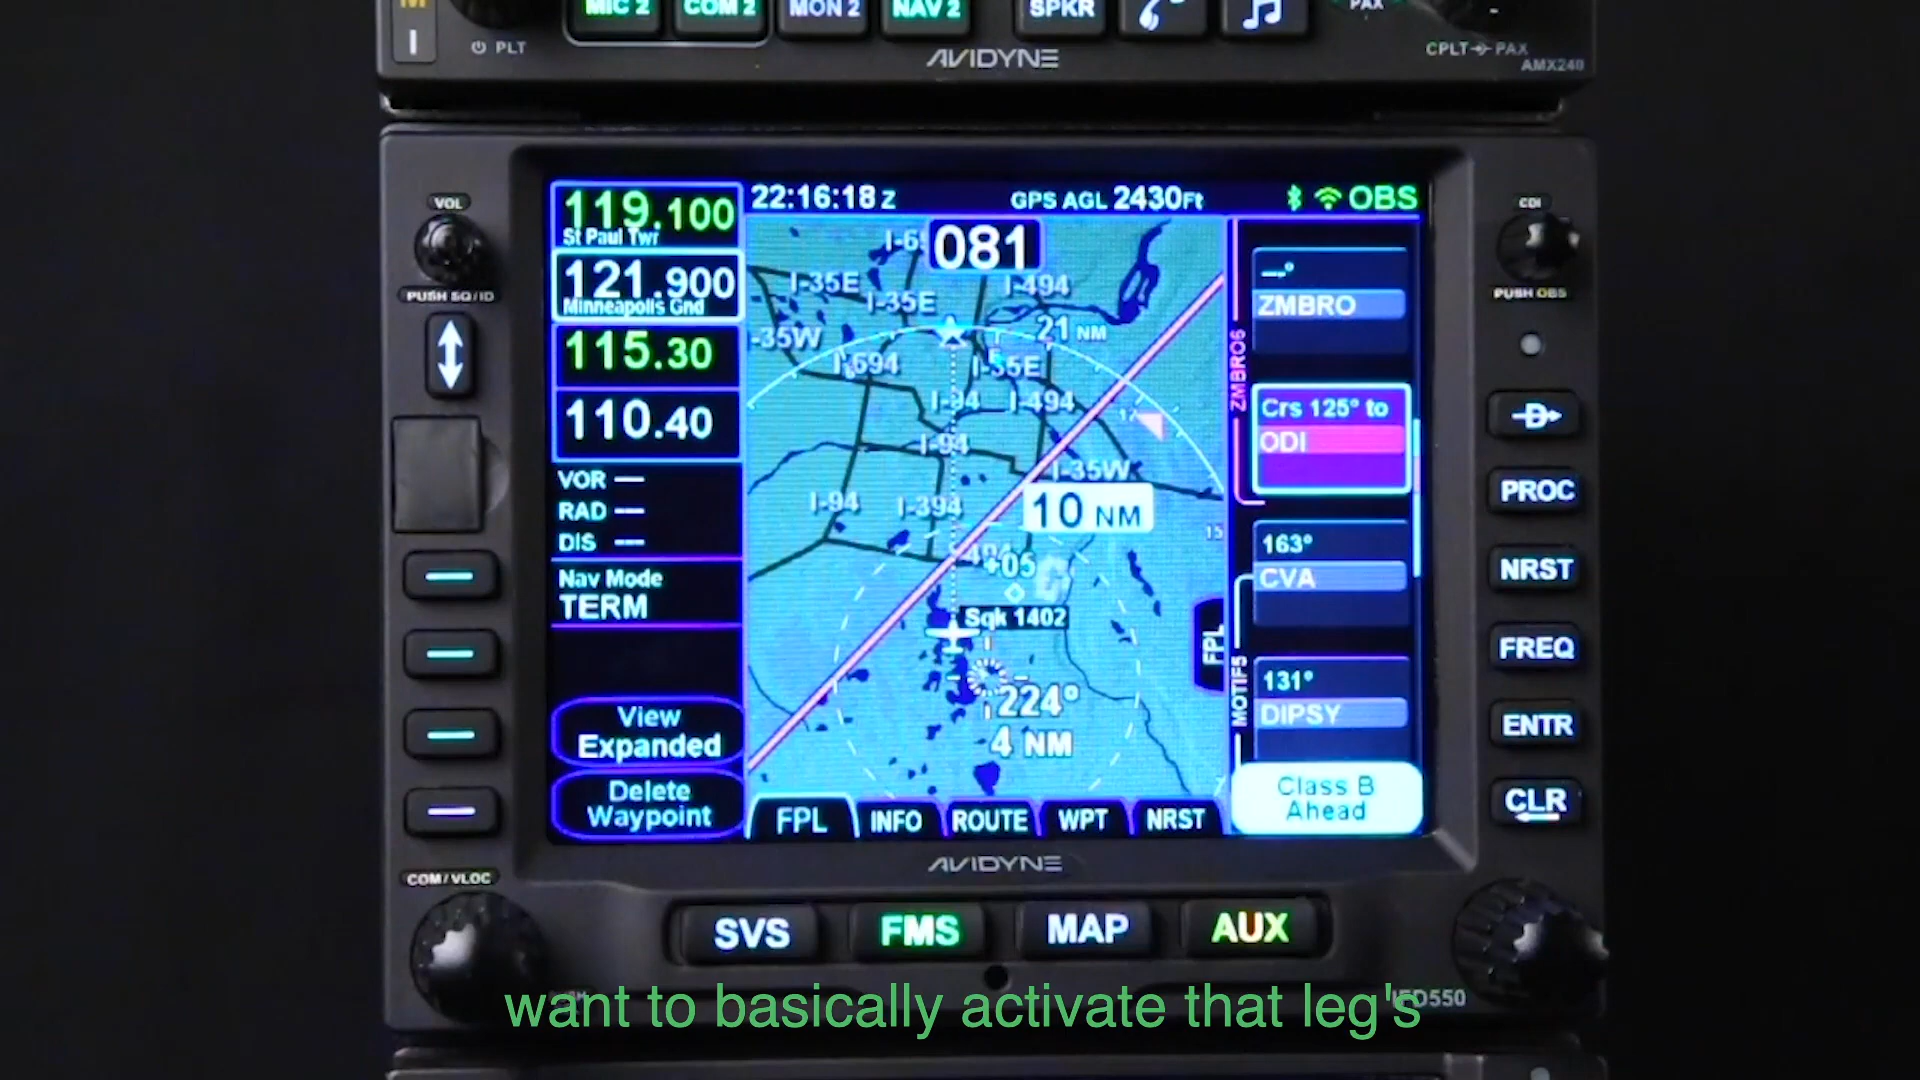 M
I
MIC 2
COM 2
MON 2
NAV 2
SPKR
PAX
PLT
AVIDYNE
CPLT
PAX
AMX240
VOL
PUSH SQ/ID
119.100
St Paul Twr
121.900
Minneapolis Gnd
115.30
110.40
VOR ---
RAD ---
DIS ---
Nav Mode
TERM
View
Expanded
Delete
Waypoint
22:16:18 Z
GPS AGL 2430Ft
OBS
081
I-35E
I-494
I-35E
-35W
21 NM
I-694
I-94
I-494
I-94
I-35W
I-94
I-394
10 NM
+05
Sqk 1402
224°
4 NM
15
FPL
FPL
INFO
ROUTE
WPT
NRST
ZMBRO6
--°
ZMBRO
Crs 125° to
ODI
163°
CVA
MOTIF5
131°
DIPSY
Class B
Ahead
CDI
PUSH OBS
D
PROC
NRST
FREQ
ENTR
CLR
AVIDYNE
COM/VLOC
SVS
FMS
MAP
AUX
want to basically activate that leg's